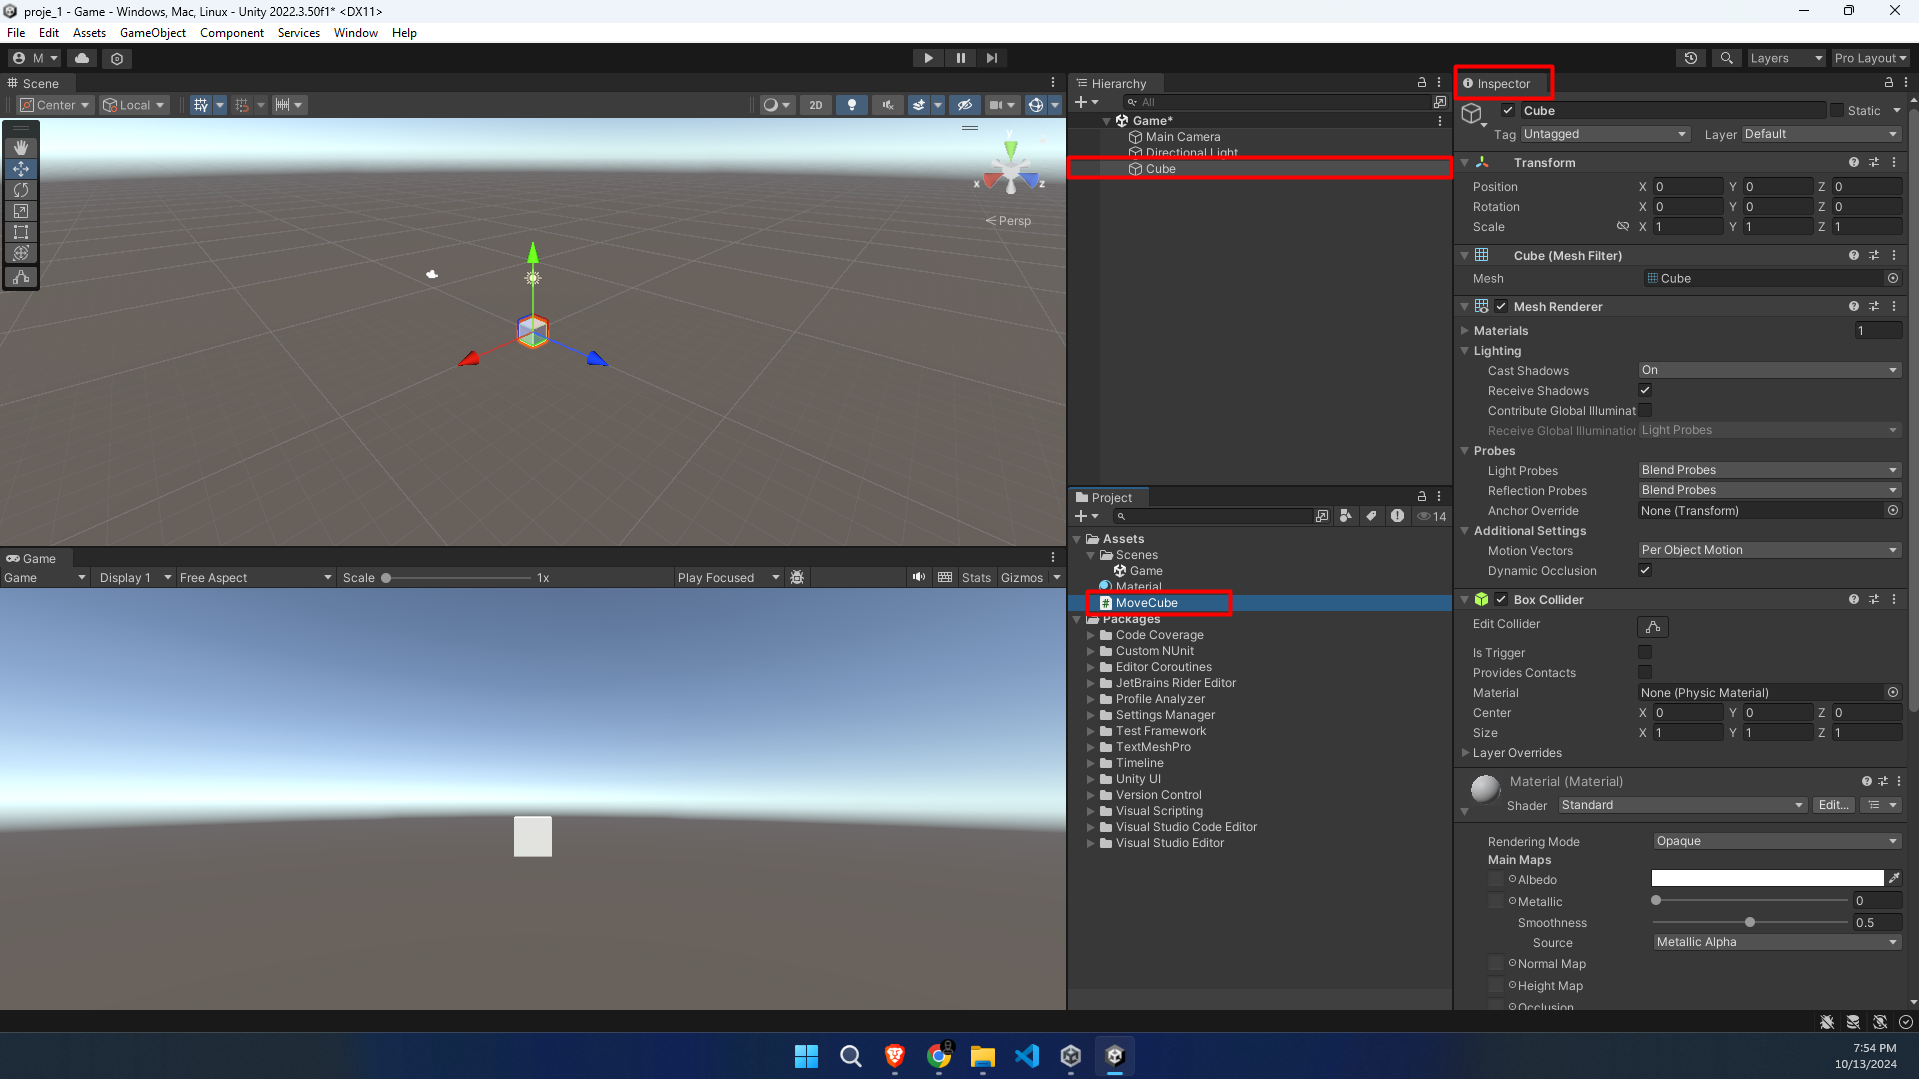 proje_1 - Game - Windows, Mac, Linux - Unity 2022.3.50f1* <DX11>
File Edit Assets GameObject Component Services Window Help
M
Layers Pro Layout
Scene
Center Local
2D
y
x z
Persp
Game
Game Display 1 Free Aspect Scale 1x Play Focused Stats Gizmos
Hierarchy
All
Game*
Main Camera
Directional Light
Cube
Project
14
Assets
Scenes
Game
Material
MoveCube
Packages
Code Coverage
Custom NUnit
Editor Coroutines
JetBrains Rider Editor
Profile Analyzer
Settings Manager
Test Framework
TextMeshPro
Timeline
Unity UI
Version Control
Visual Scripting
Visual Studio Code Editor
Visual Studio Editor
Inspector
Cube Static
Tag Untagged Layer Default
Transform
Position X 0 Y 0 Z 0
Rotation X 0 Y 0 Z 0
Scale X 1 Y 1 Z 1
Cube (Mesh Filter)
Mesh Cube
Mesh Renderer
Materials 1
Lighting
Cast Shadows On
Receive Shadows
Contribute Global Illuminat
Receive Global Illumination Light Probes
Probes
Light Probes Blend Probes
Reflection Probes Blend Probes
Anchor Override None (Transform)
Additional Settings
Motion Vectors Per Object Motion
Dynamic Occlusion
Box Collider
Edit Collider
Is Trigger
Provides Contacts
Material None (Physic Material)
Center X 0 Y 0 Z 0
Size X 1 Y 1 Z 1
Layer Overrides
Material (Material)
Shader Standard Edit...
Rendering Mode Opaque
Main Maps
Albedo
Metallic 0
Smoothness 0.5
Source Metallic Alpha
Normal Map
Height Map
Occlusion
7:54 PM
10/13/2024